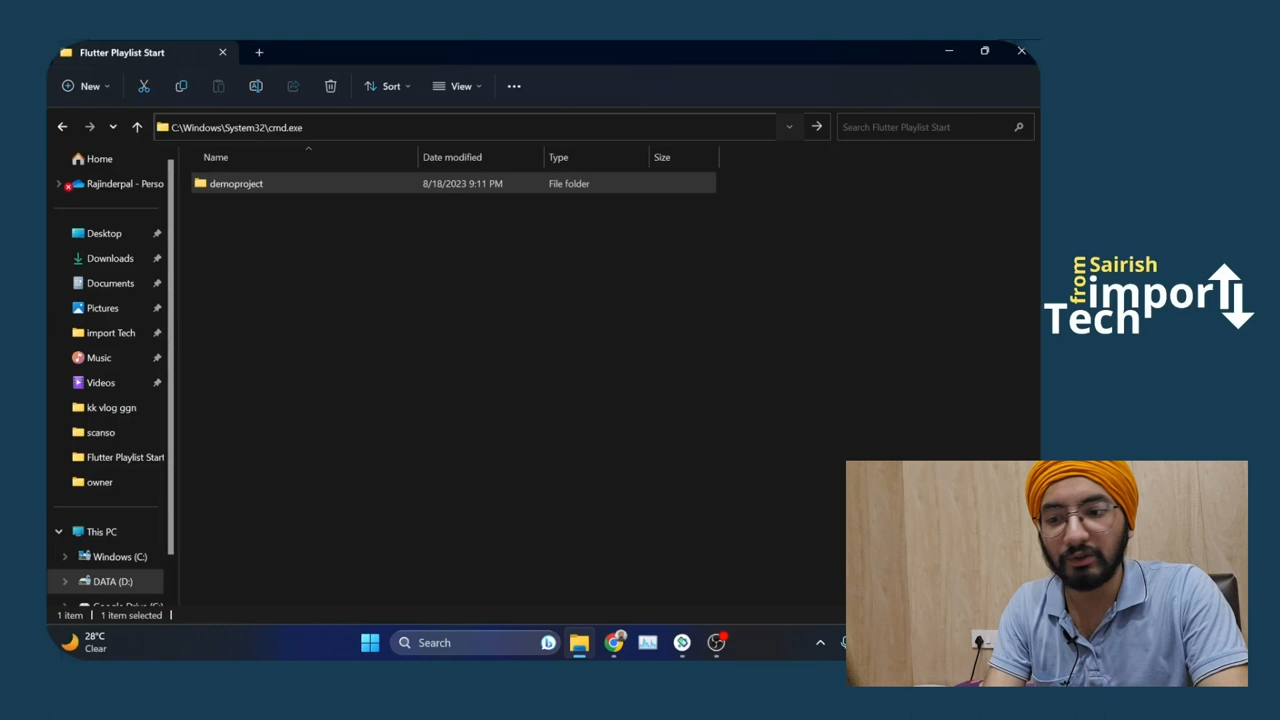 Flutter Playlist Start
New
Sort
View
C:\Windows\System32\cmd.exe
Search Flutter Playlist Start
Name
Date modified
Type
Size
Home
demoproject
8/18/2023 9:11 PM
File folder
Rajinderpal - Perso
Desktop
Downloads
Documents
Pictures
import Tech
Music
Videos
kk vlog ggn
scanso
Flutter Playlist Start
owner
This PC
Windows (C:)
DATA (D:)
1 item
1 item selected
28°C
Clear
Search
from
Sairish
import
Tech